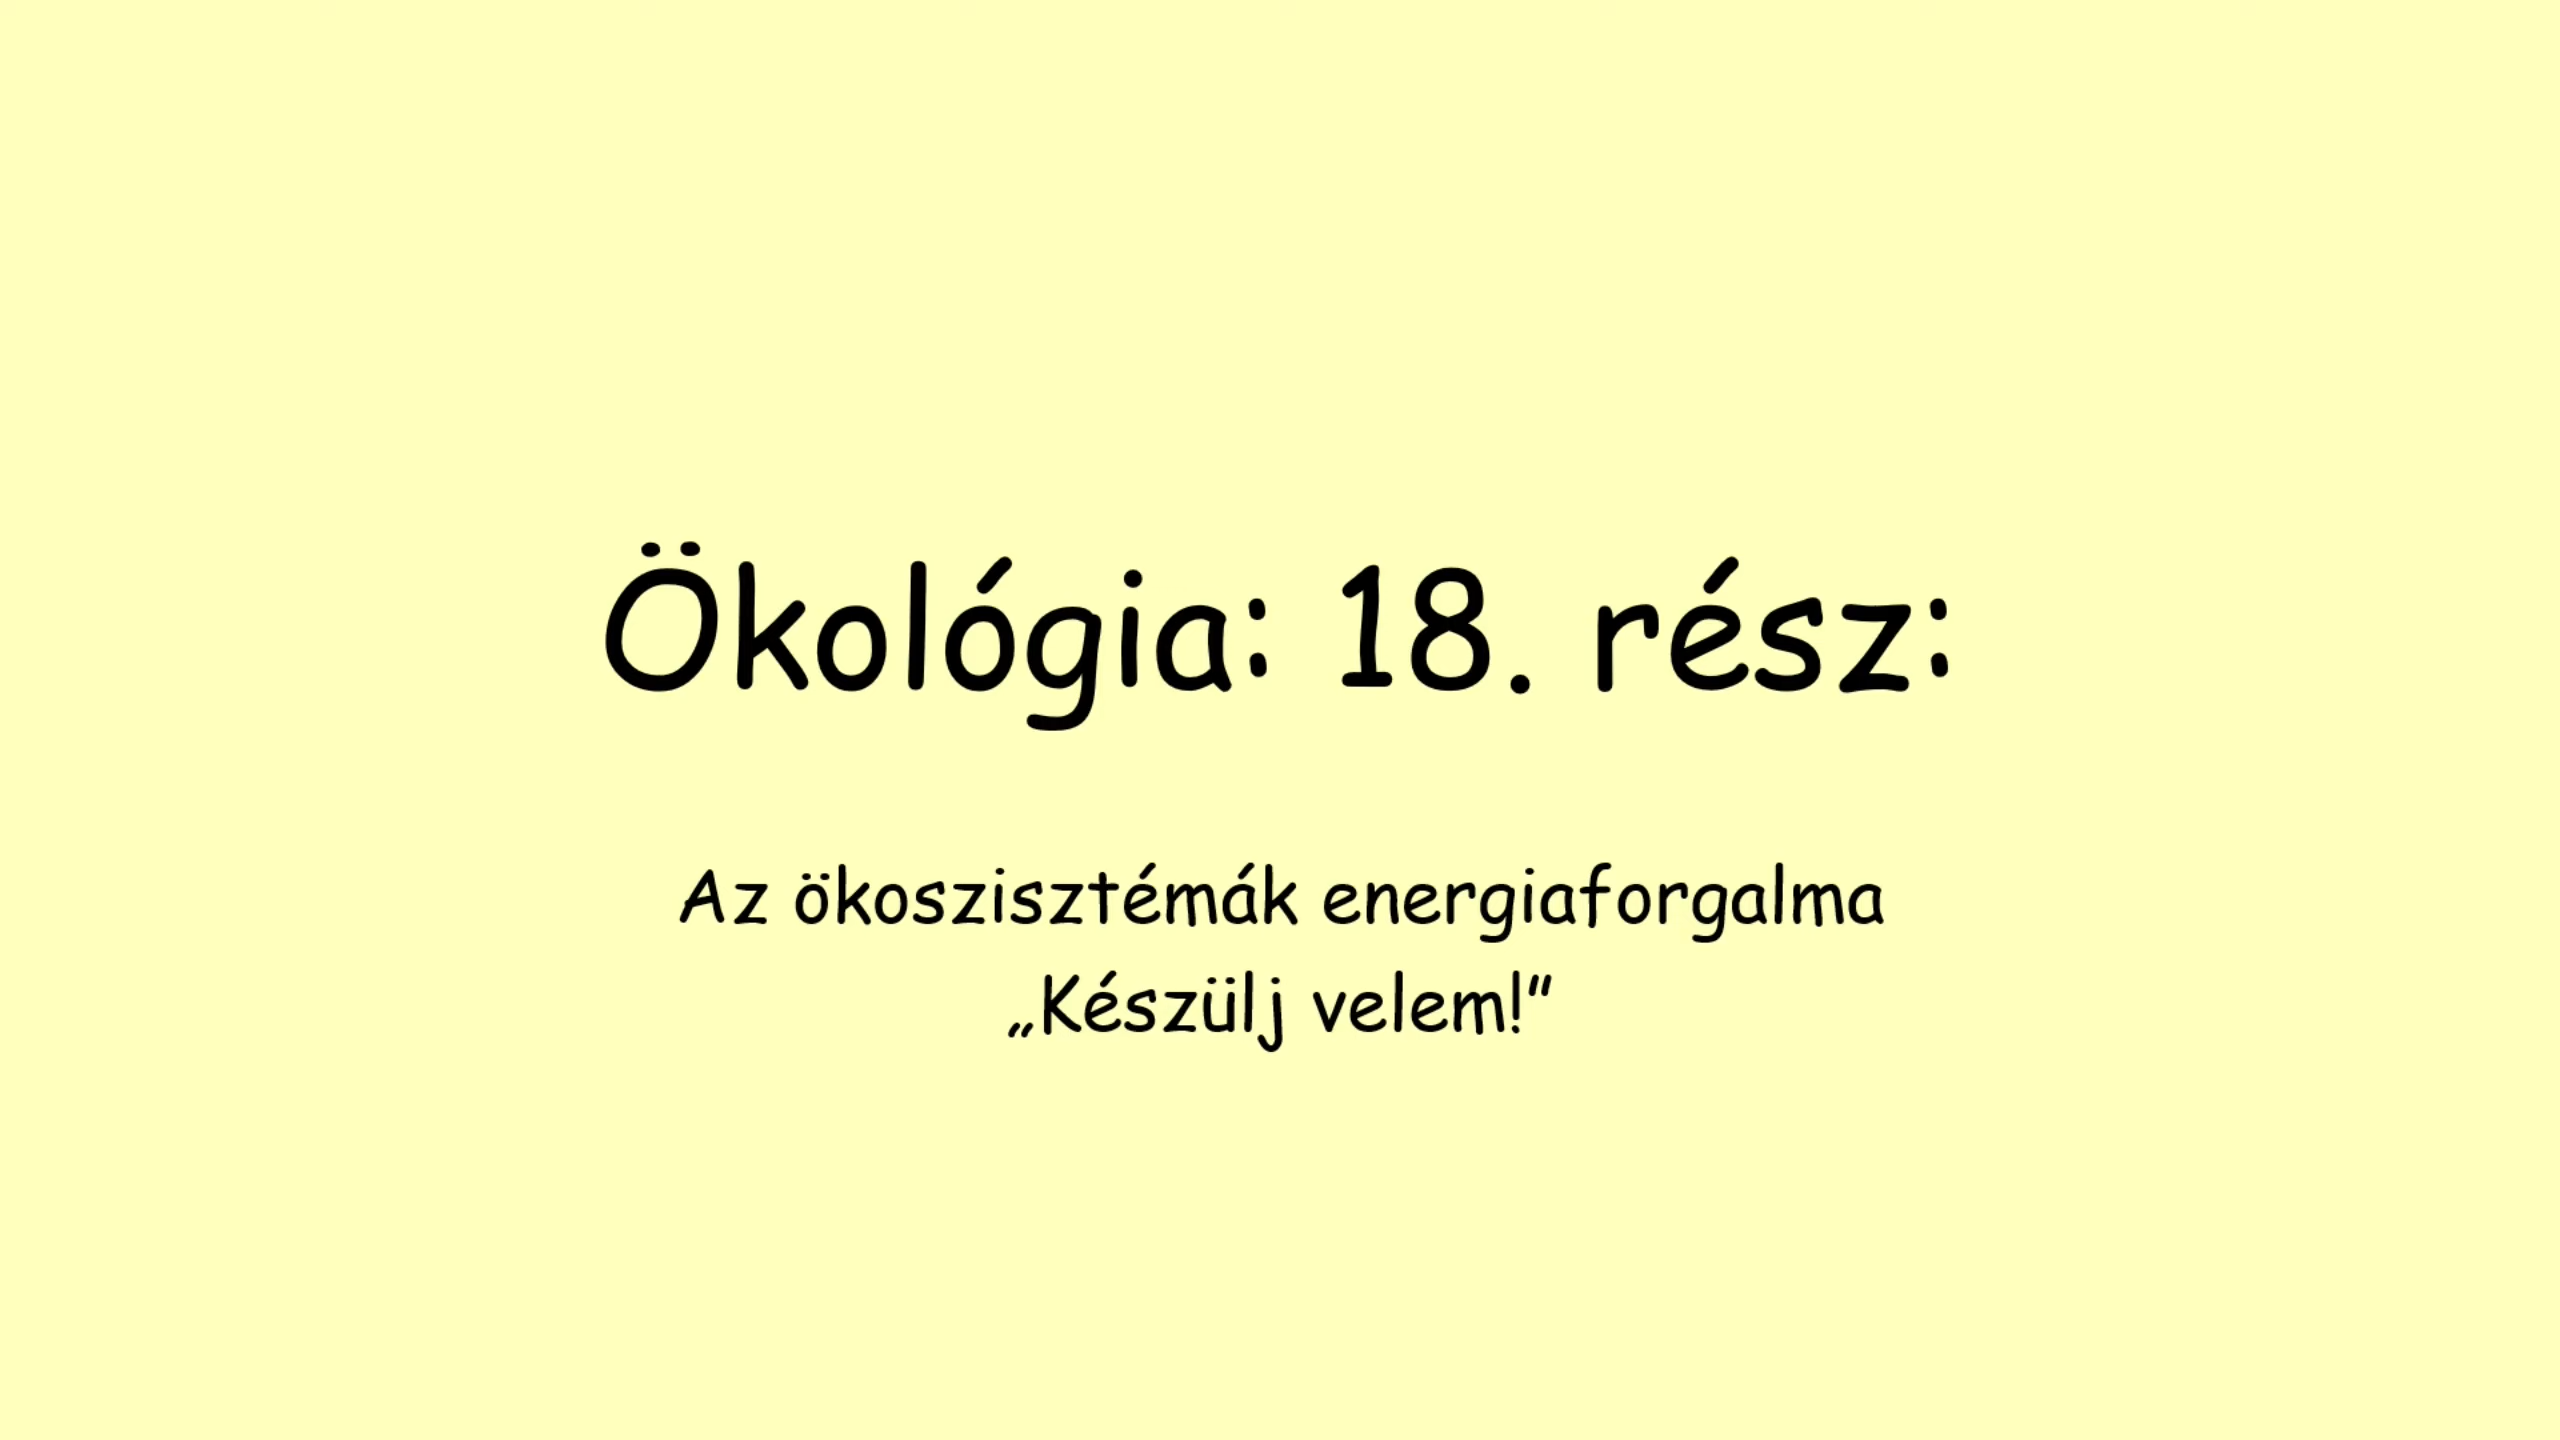 Ökológia: 18. rész:
Az ökoszisztémák energiaforgalma
„Készülj velem!”